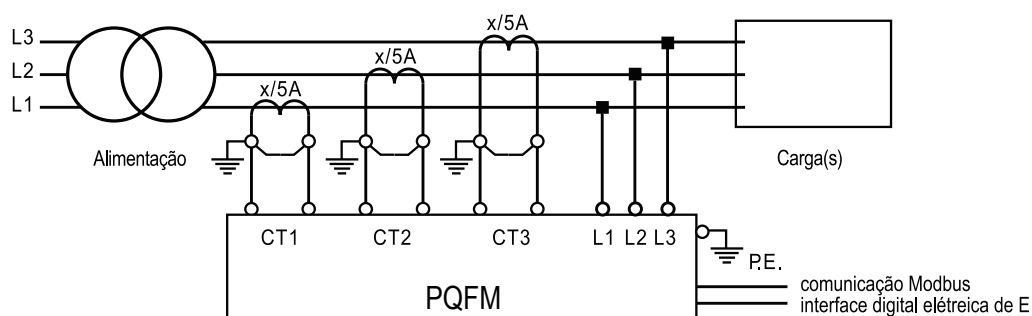 x/5A
L3
x/5A
L2
x/5A
L1
Alimentação
Carga(s)
CT1 CT2 CT3 L1 L2 L3
P.E.
PQFM
comunicação Modbus
interface digital elétreica de E